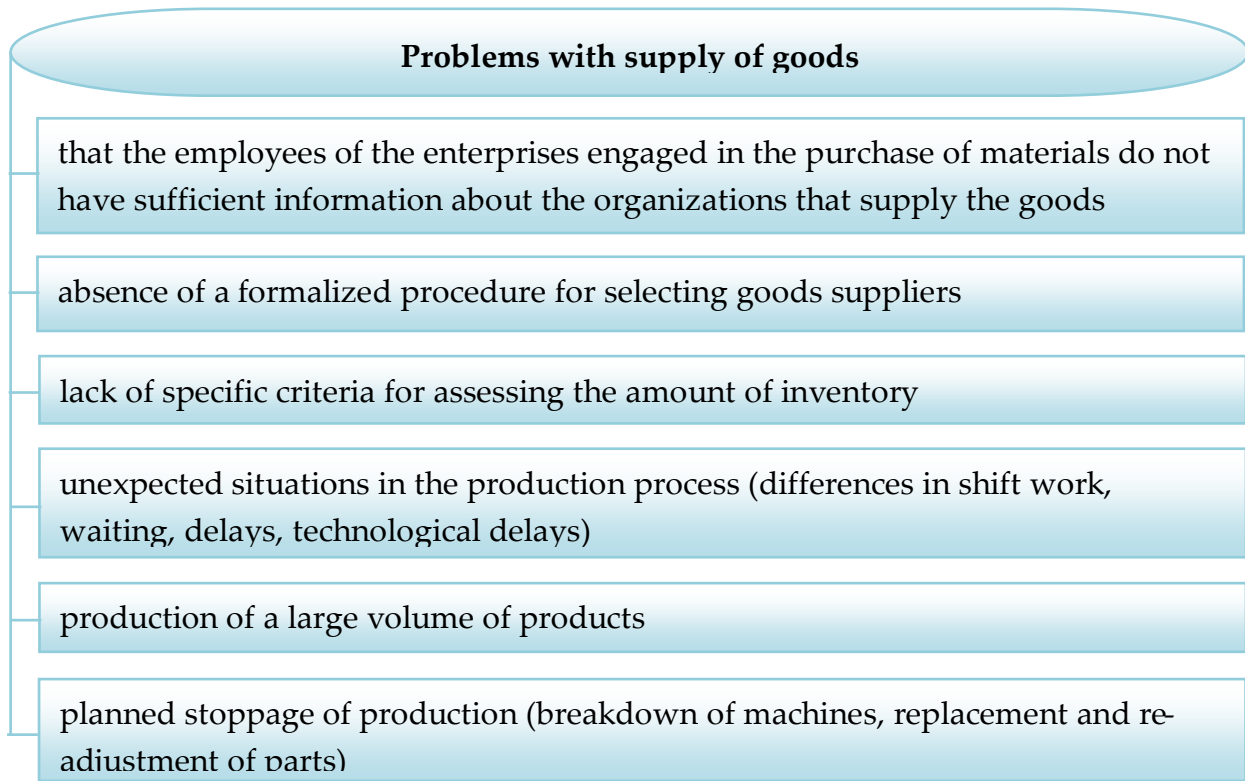 Problems with supply of goods
that the employees of the enterprises engaged in the purchase of materials do not
have sufficient information about the organizations that supply the goods
absence of a formalized procedure for selecting goods suppliers
lack of specific criteria for assessing the amount of inventory
unexpected situations in the production process (differences in shift work,
waiting, delays, technological delays)
production of a large volume of products
planned stoppage of production (breakdown of machines, replacement and re-
adjustment of parts)